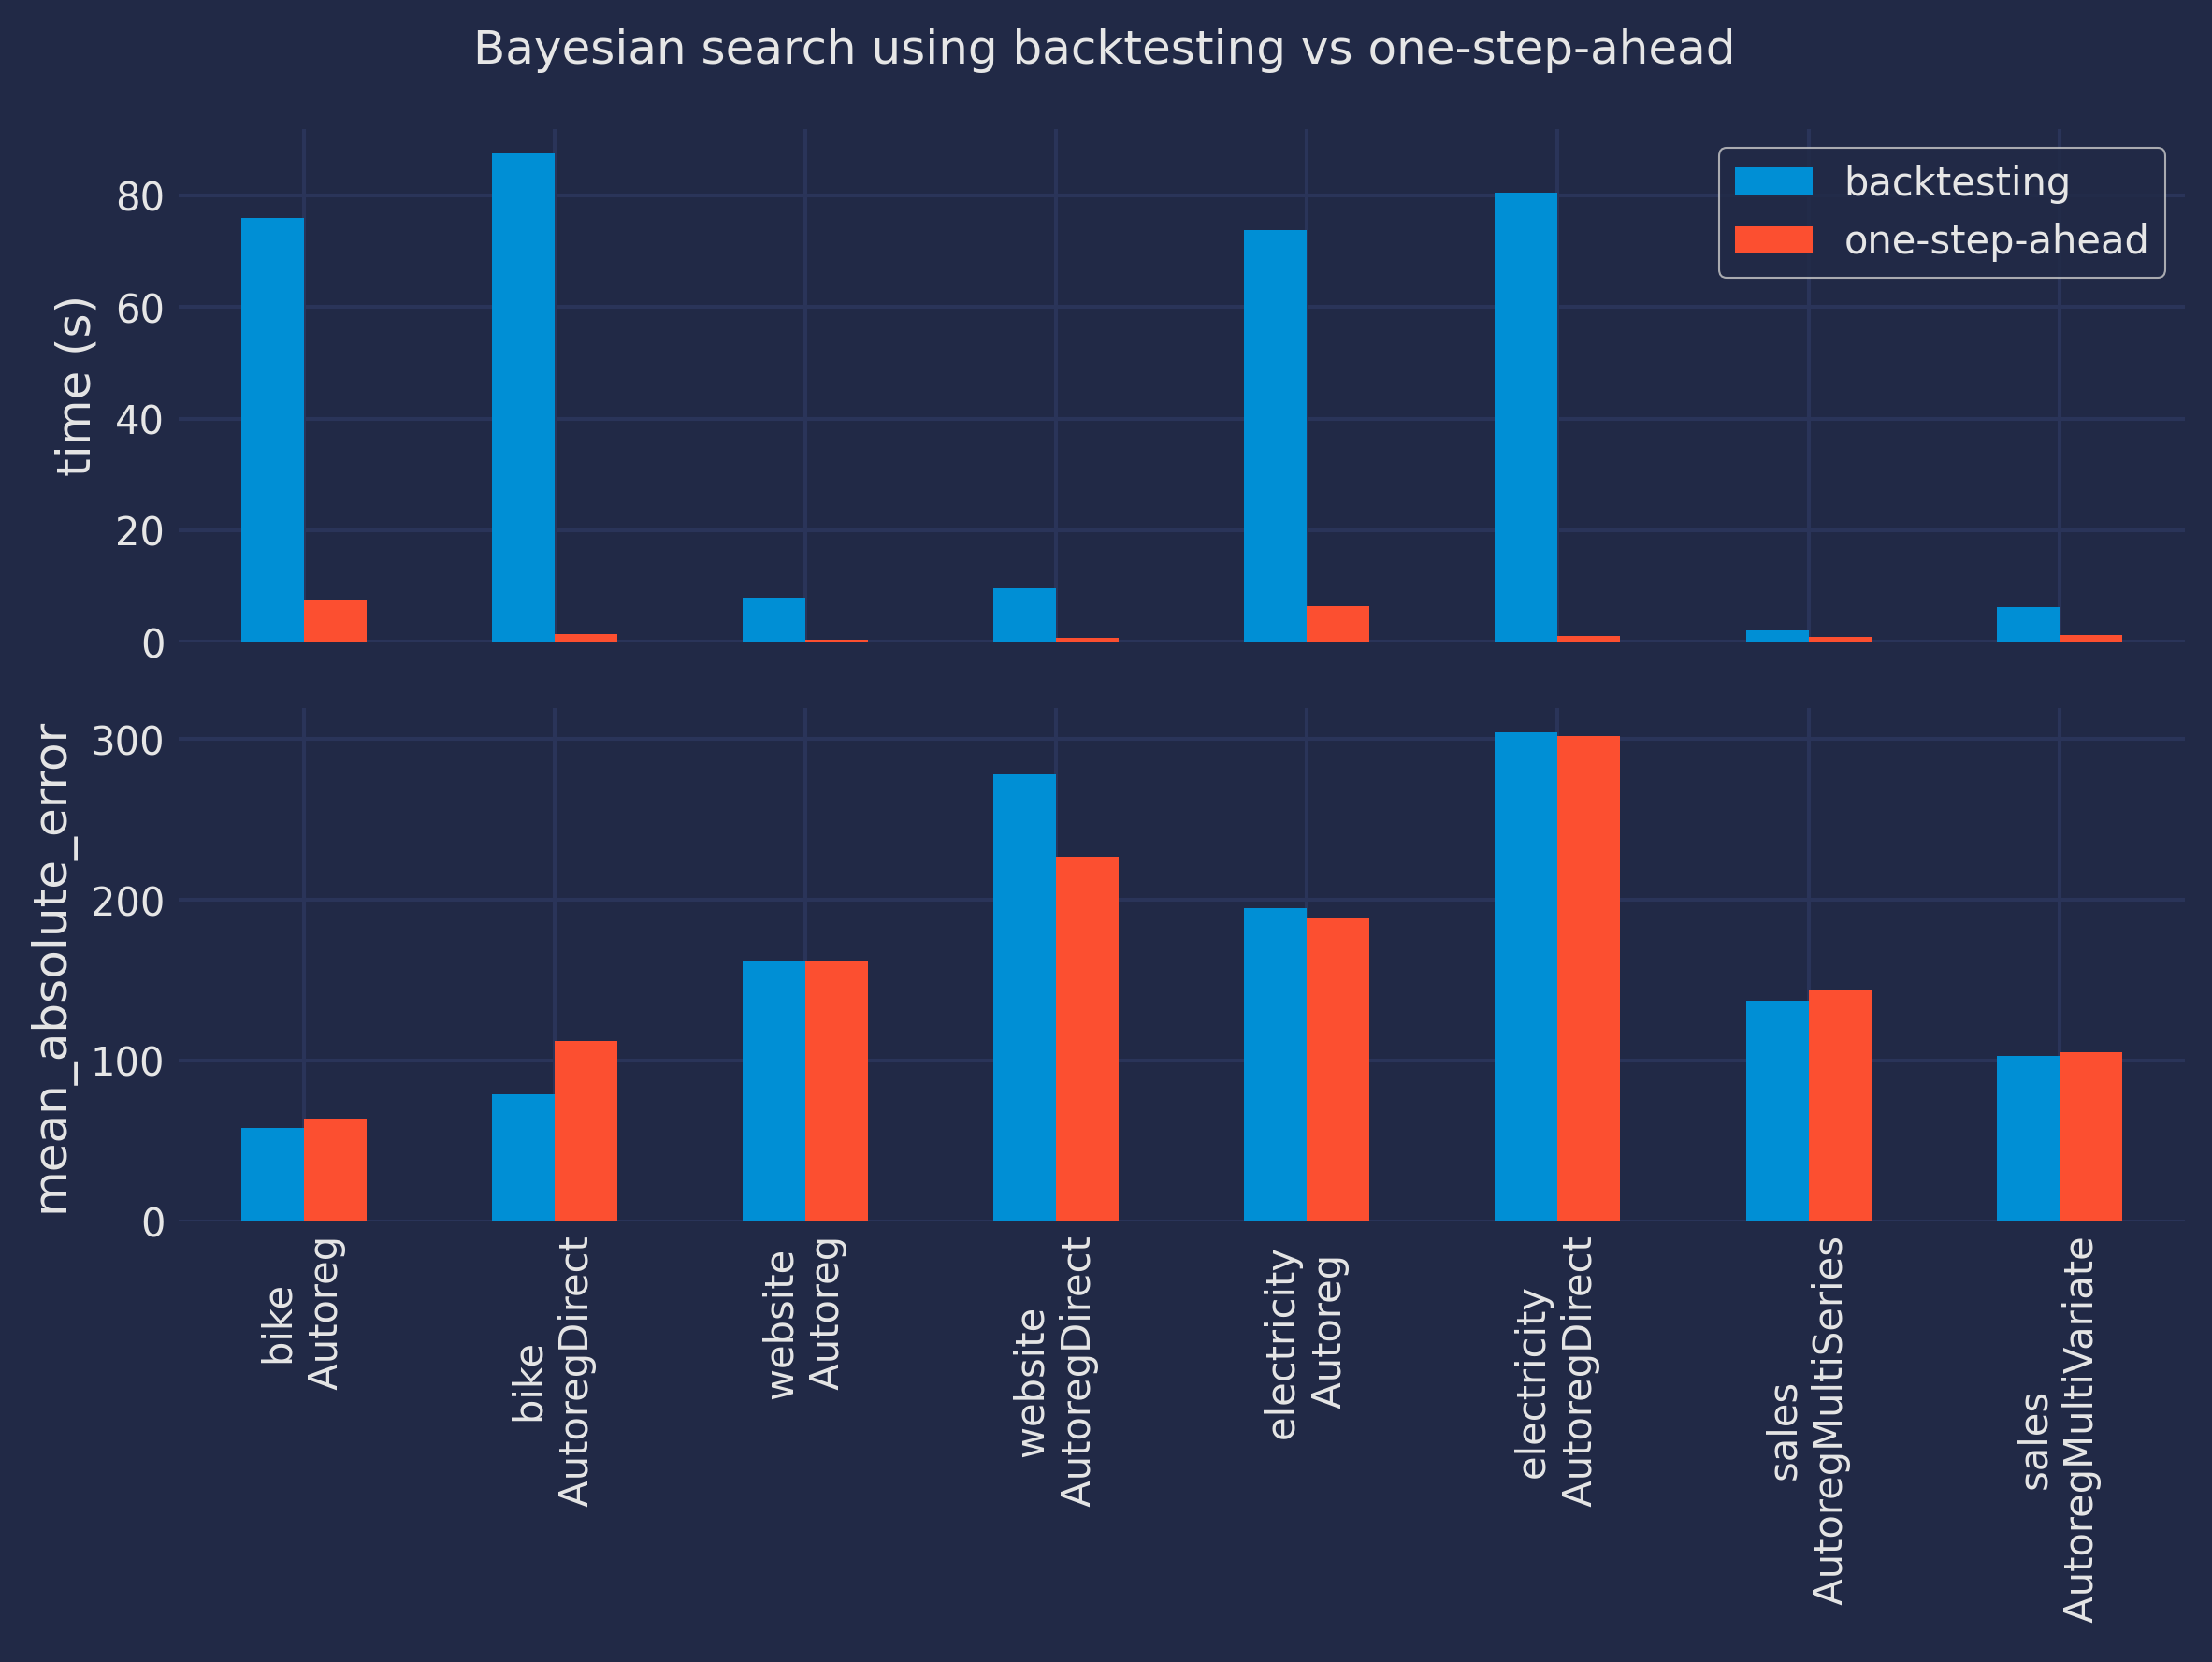 Bayesian search using backtesting vs one-step-ahead
backtesting
one-step-ahead
time (s)
80
60
40
20
0
mean_absolute_error
300
200
100
0
bike
Autoreg
bike
AutoregDirect
website
Autoreg
website
AutoregDirect
electricity
Autoreg
electricity
AutoregDirect
sales
AutoregMultiSeries
sales
AutoregMultiVariate